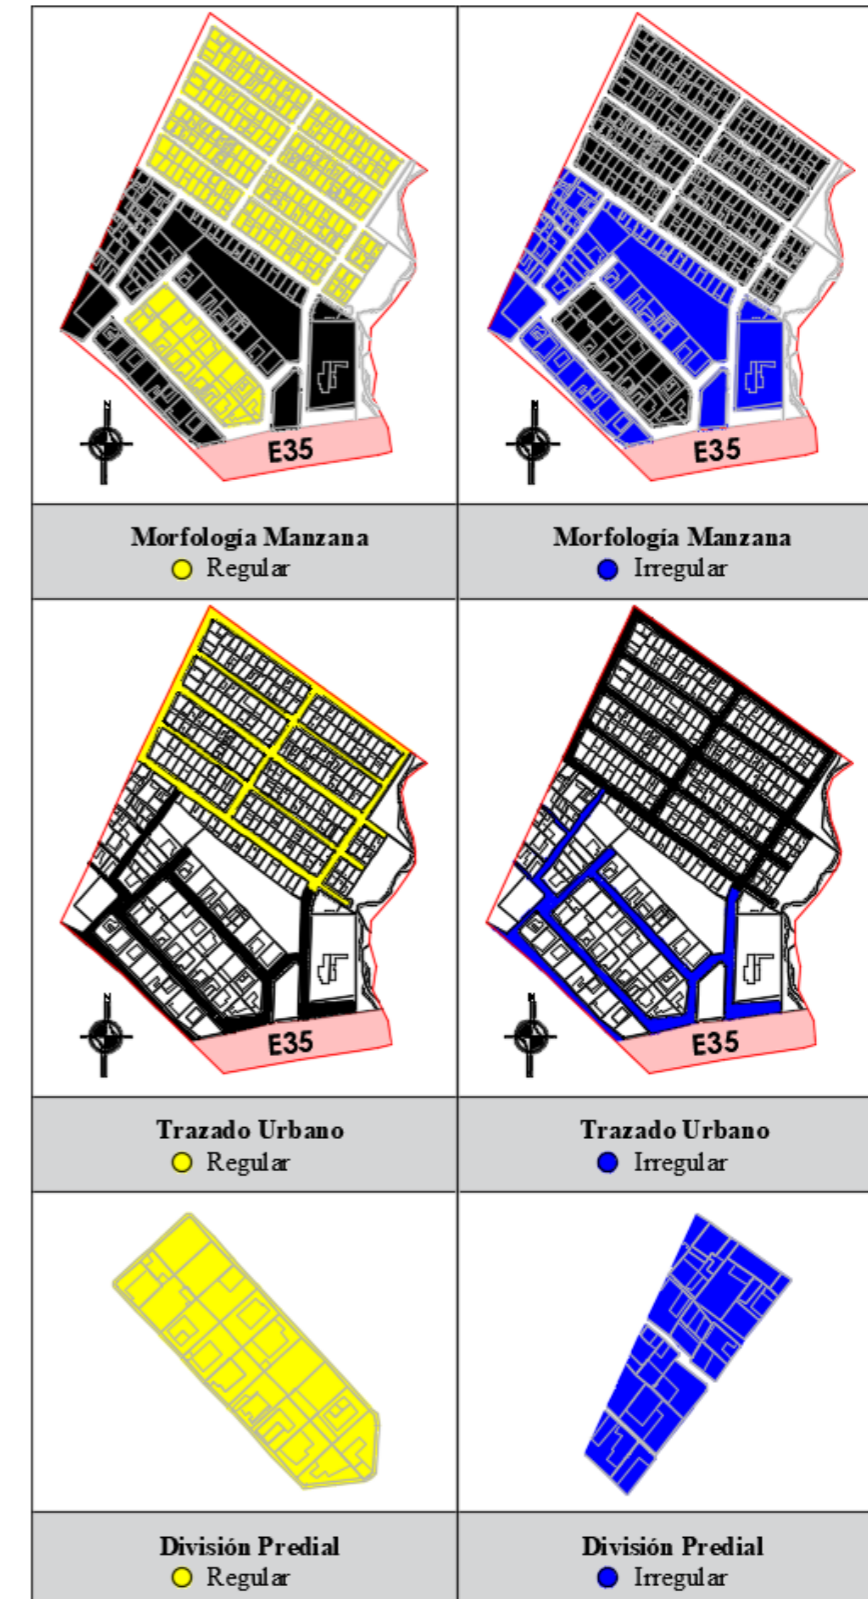 N
E35
N
E35
Morfología Manzana
Regular
Morfología Manzana
Irregular
N
E35
N
E35
Trazado Urbano
Regular
Trazado Urbano
Irregular
División Predial
Regular
División Predial
Irregular